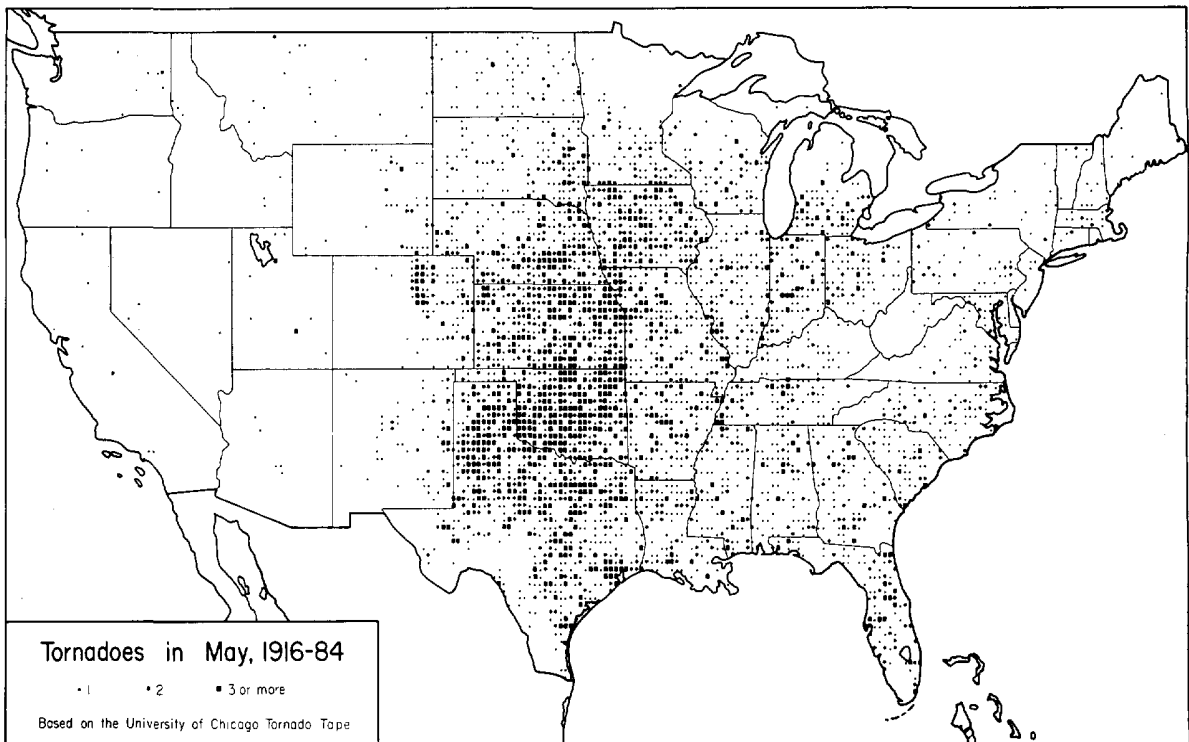 Tornadoes in May, 1916-84
• 1 • 2 ■ 3 or more
Based on the University of Chicago Tornado Tape